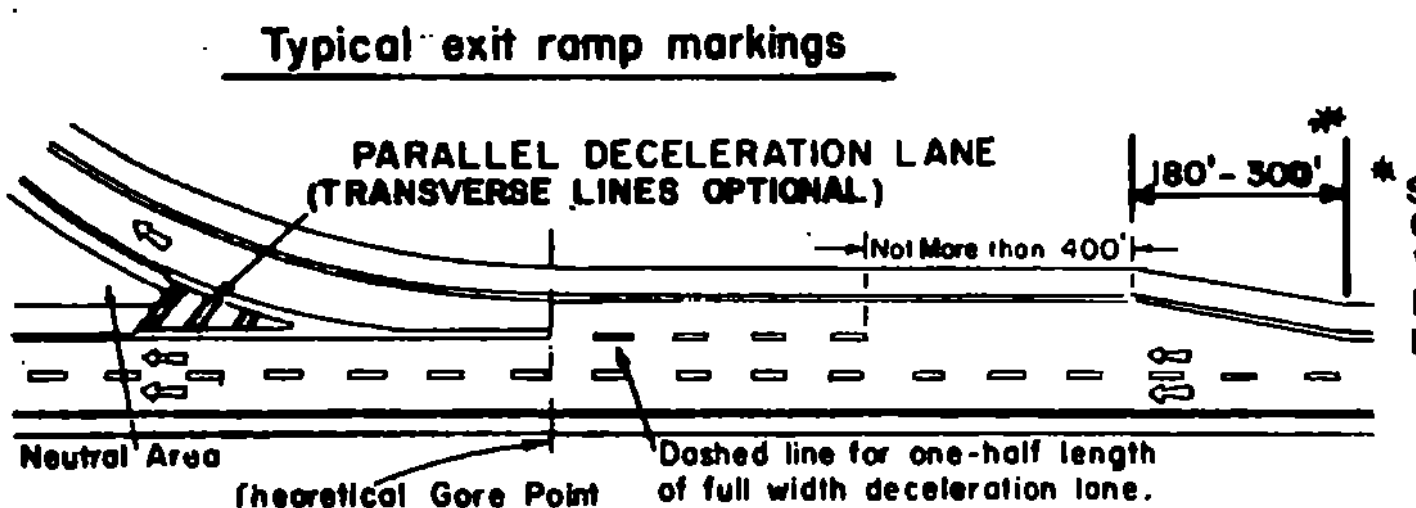 Typical exit ramp markings
PARALLEL DECELERATION LANE
(TRANSVERSE LINES OPTIONAL)
180'- 300'
*
*
Not More than 400'
Neutral Area
Theoretical Gore Point
Dashed line for one-half length
of full width deceleration lane.